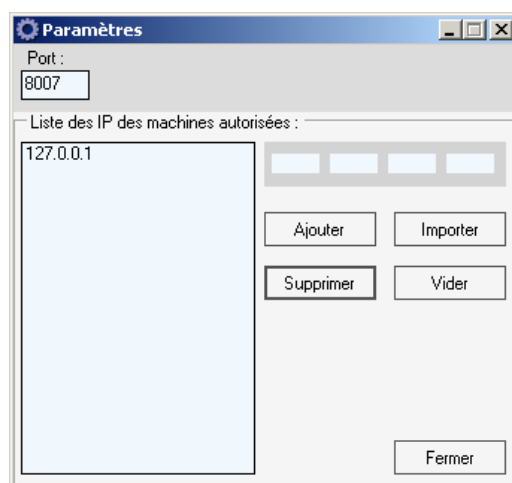 Paramètres
Port :
8007
Liste des IP des machines autorisées :
127.0.0.1
Ajouter
Importer
Supprimer
Vider
Fermer